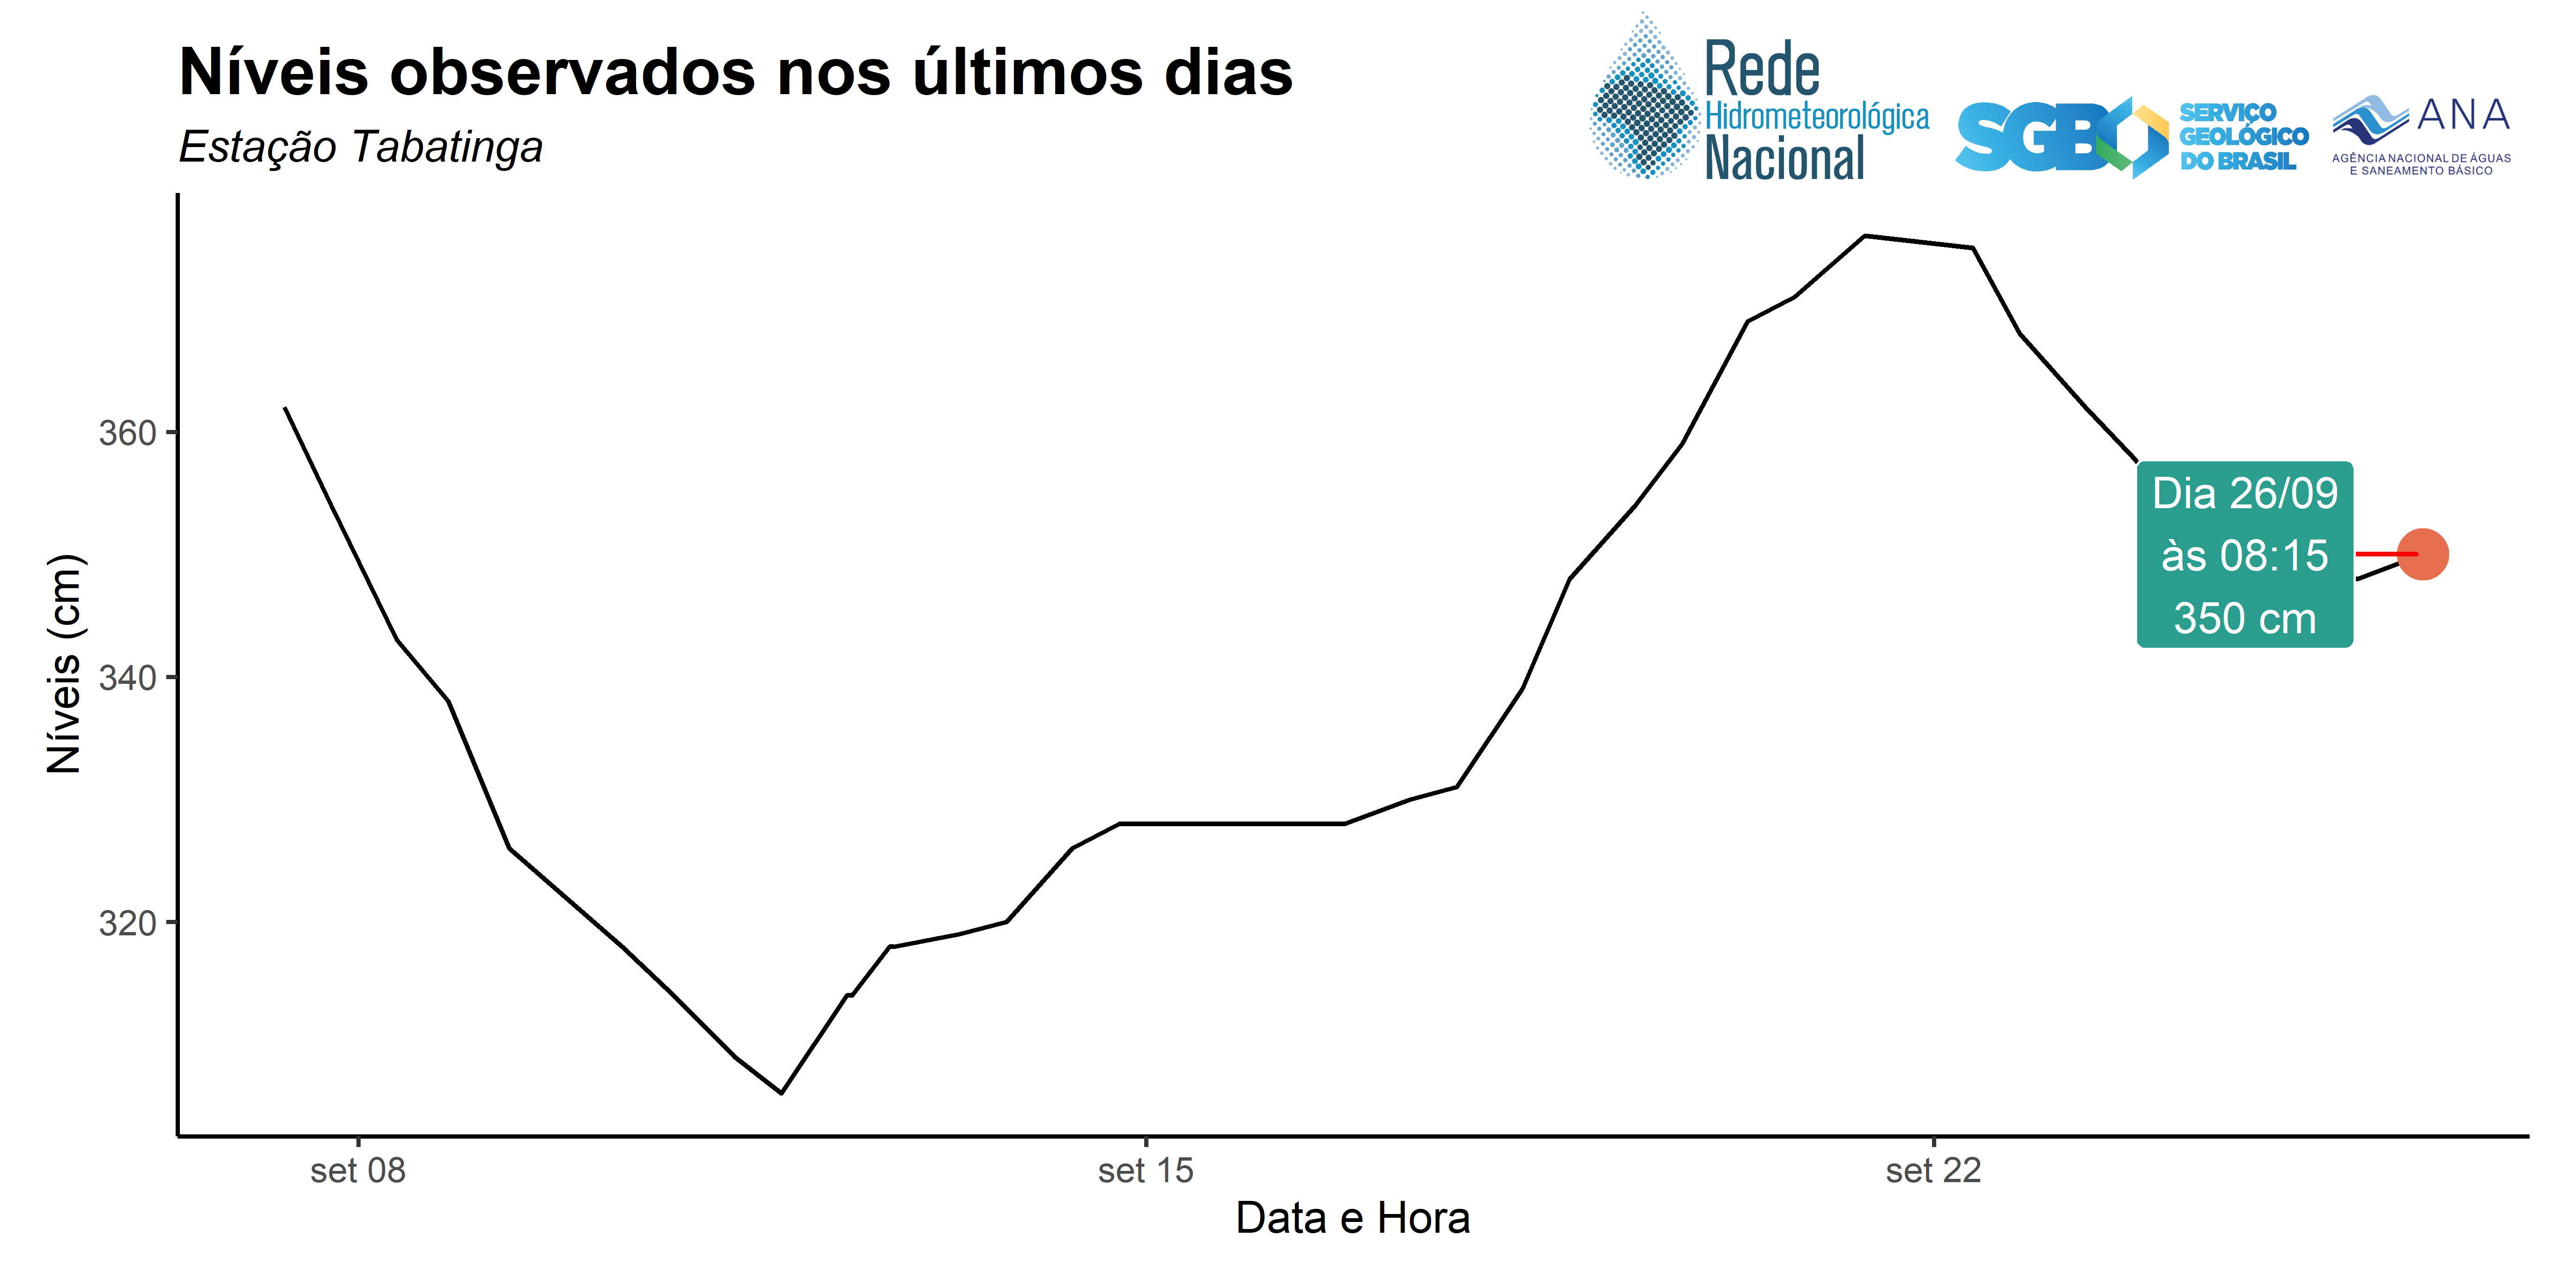 Níveis observados nos últimos dias
Estação Tabatinga
Rede
Hidrometeorológica
Nacional
SGB
SERVIÇO
GEOLÓGICO
DO BRASIL
ANA
AGÊNCIA NACIONAL DE ÁGUAS
E SANEAMENTO BÁSICO
Níveis (cm)
360
340
320
Dia 26/09
às 08:15
350 cm
set 08
set 15
set 22
Data e Hora